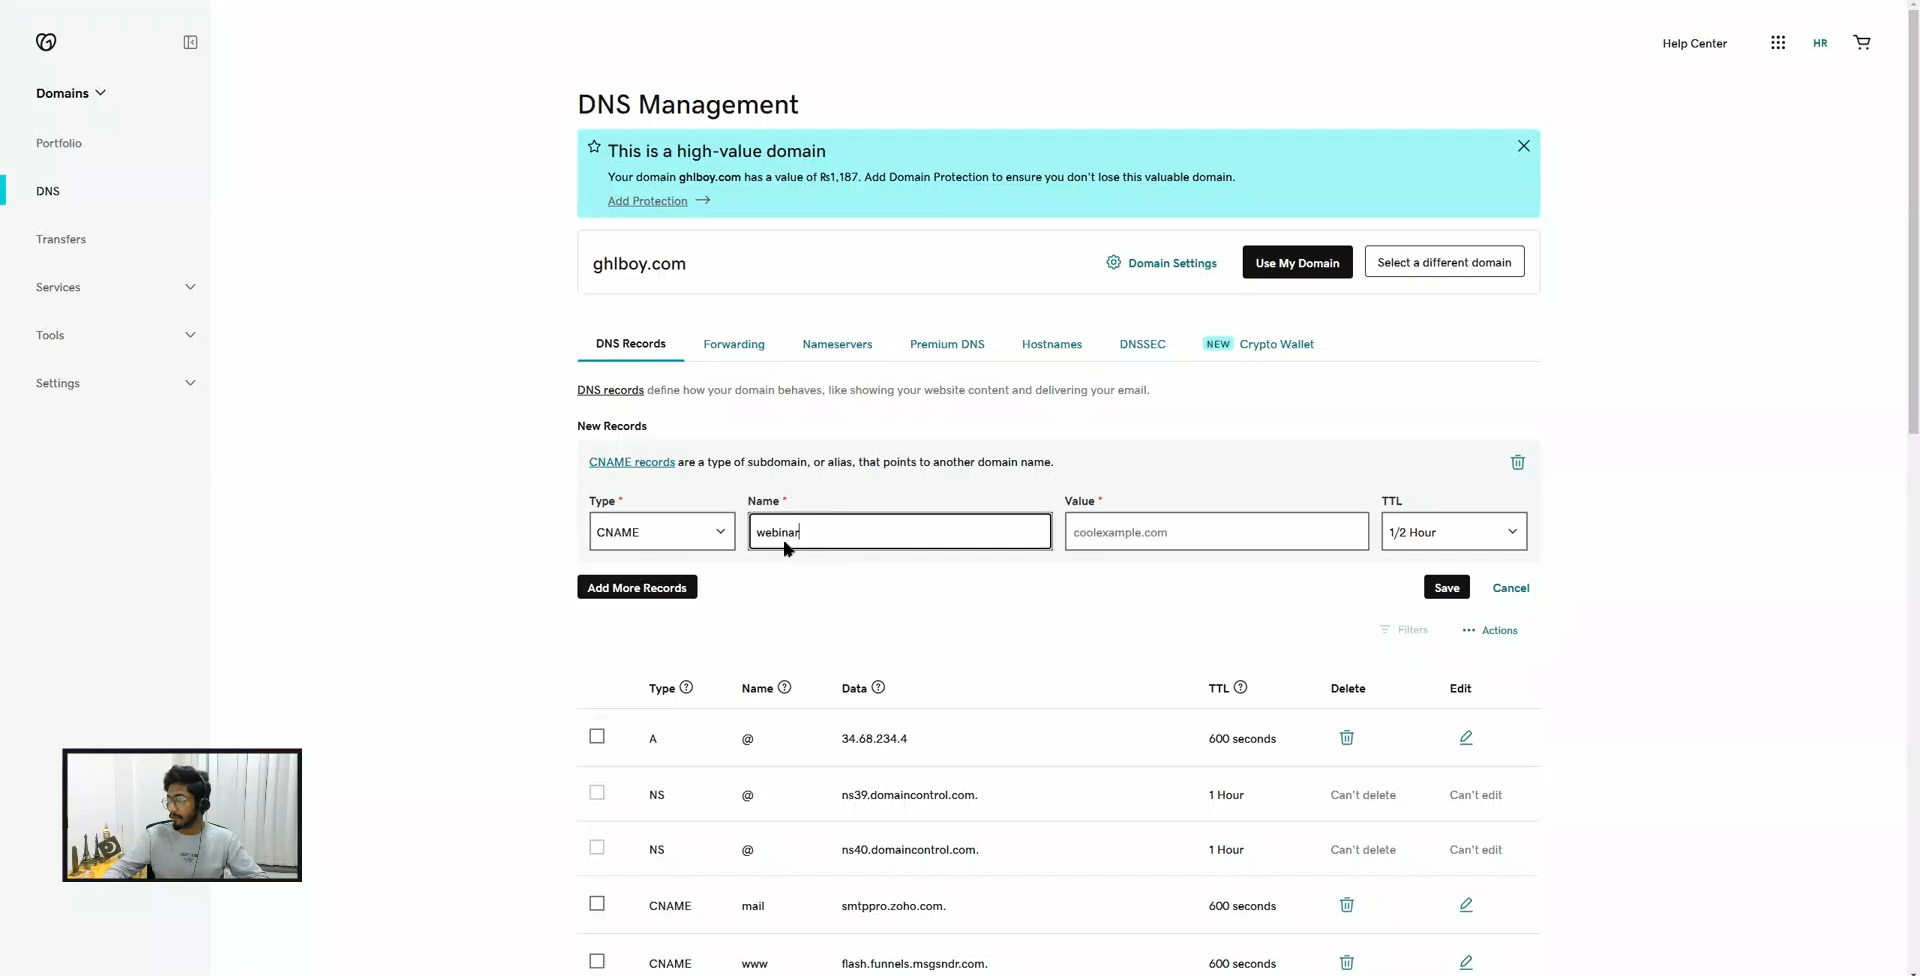 Help Center
HR
Domains
Portfolio
DNS
Transfers
Services
Tools
Settings
DNS Management
This is a high-value domain
Your domain ghlboy.com has a value of ₨1,187. Add Domain Protection to ensure you don't lose this valuable domain.
Add Protection
ghlboy.com
Domain Settings
Use My Domain
Select a different domain
DNS Records
Forwarding
Nameservers
Premium DNS
Hostnames
DNSSEC
NEW Crypto Wallet
DNS records define how your domain behaves, like showing your website content and delivering your email.
New Records
CNAME records are a type of subdomain, or alias, that points to another domain name.
Type * Name * Value * TTL
CNAME webinar coolexample.com 1/2 Hour
Add More Records
Save
Cancel
Filters
Actions
Type Name Data TTL Delete Edit
A @ 34.68.234.4 600 seconds
NS @ ns39.domaincontrol.com. 1 Hour Can't delete Can't edit
NS @ ns40.domaincontrol.com. 1 Hour Can't delete Can't edit
CNAME mail smtppro.zoho.com. 600 seconds
CNAME www flash.funnels.msgsndr.com. 600 seconds